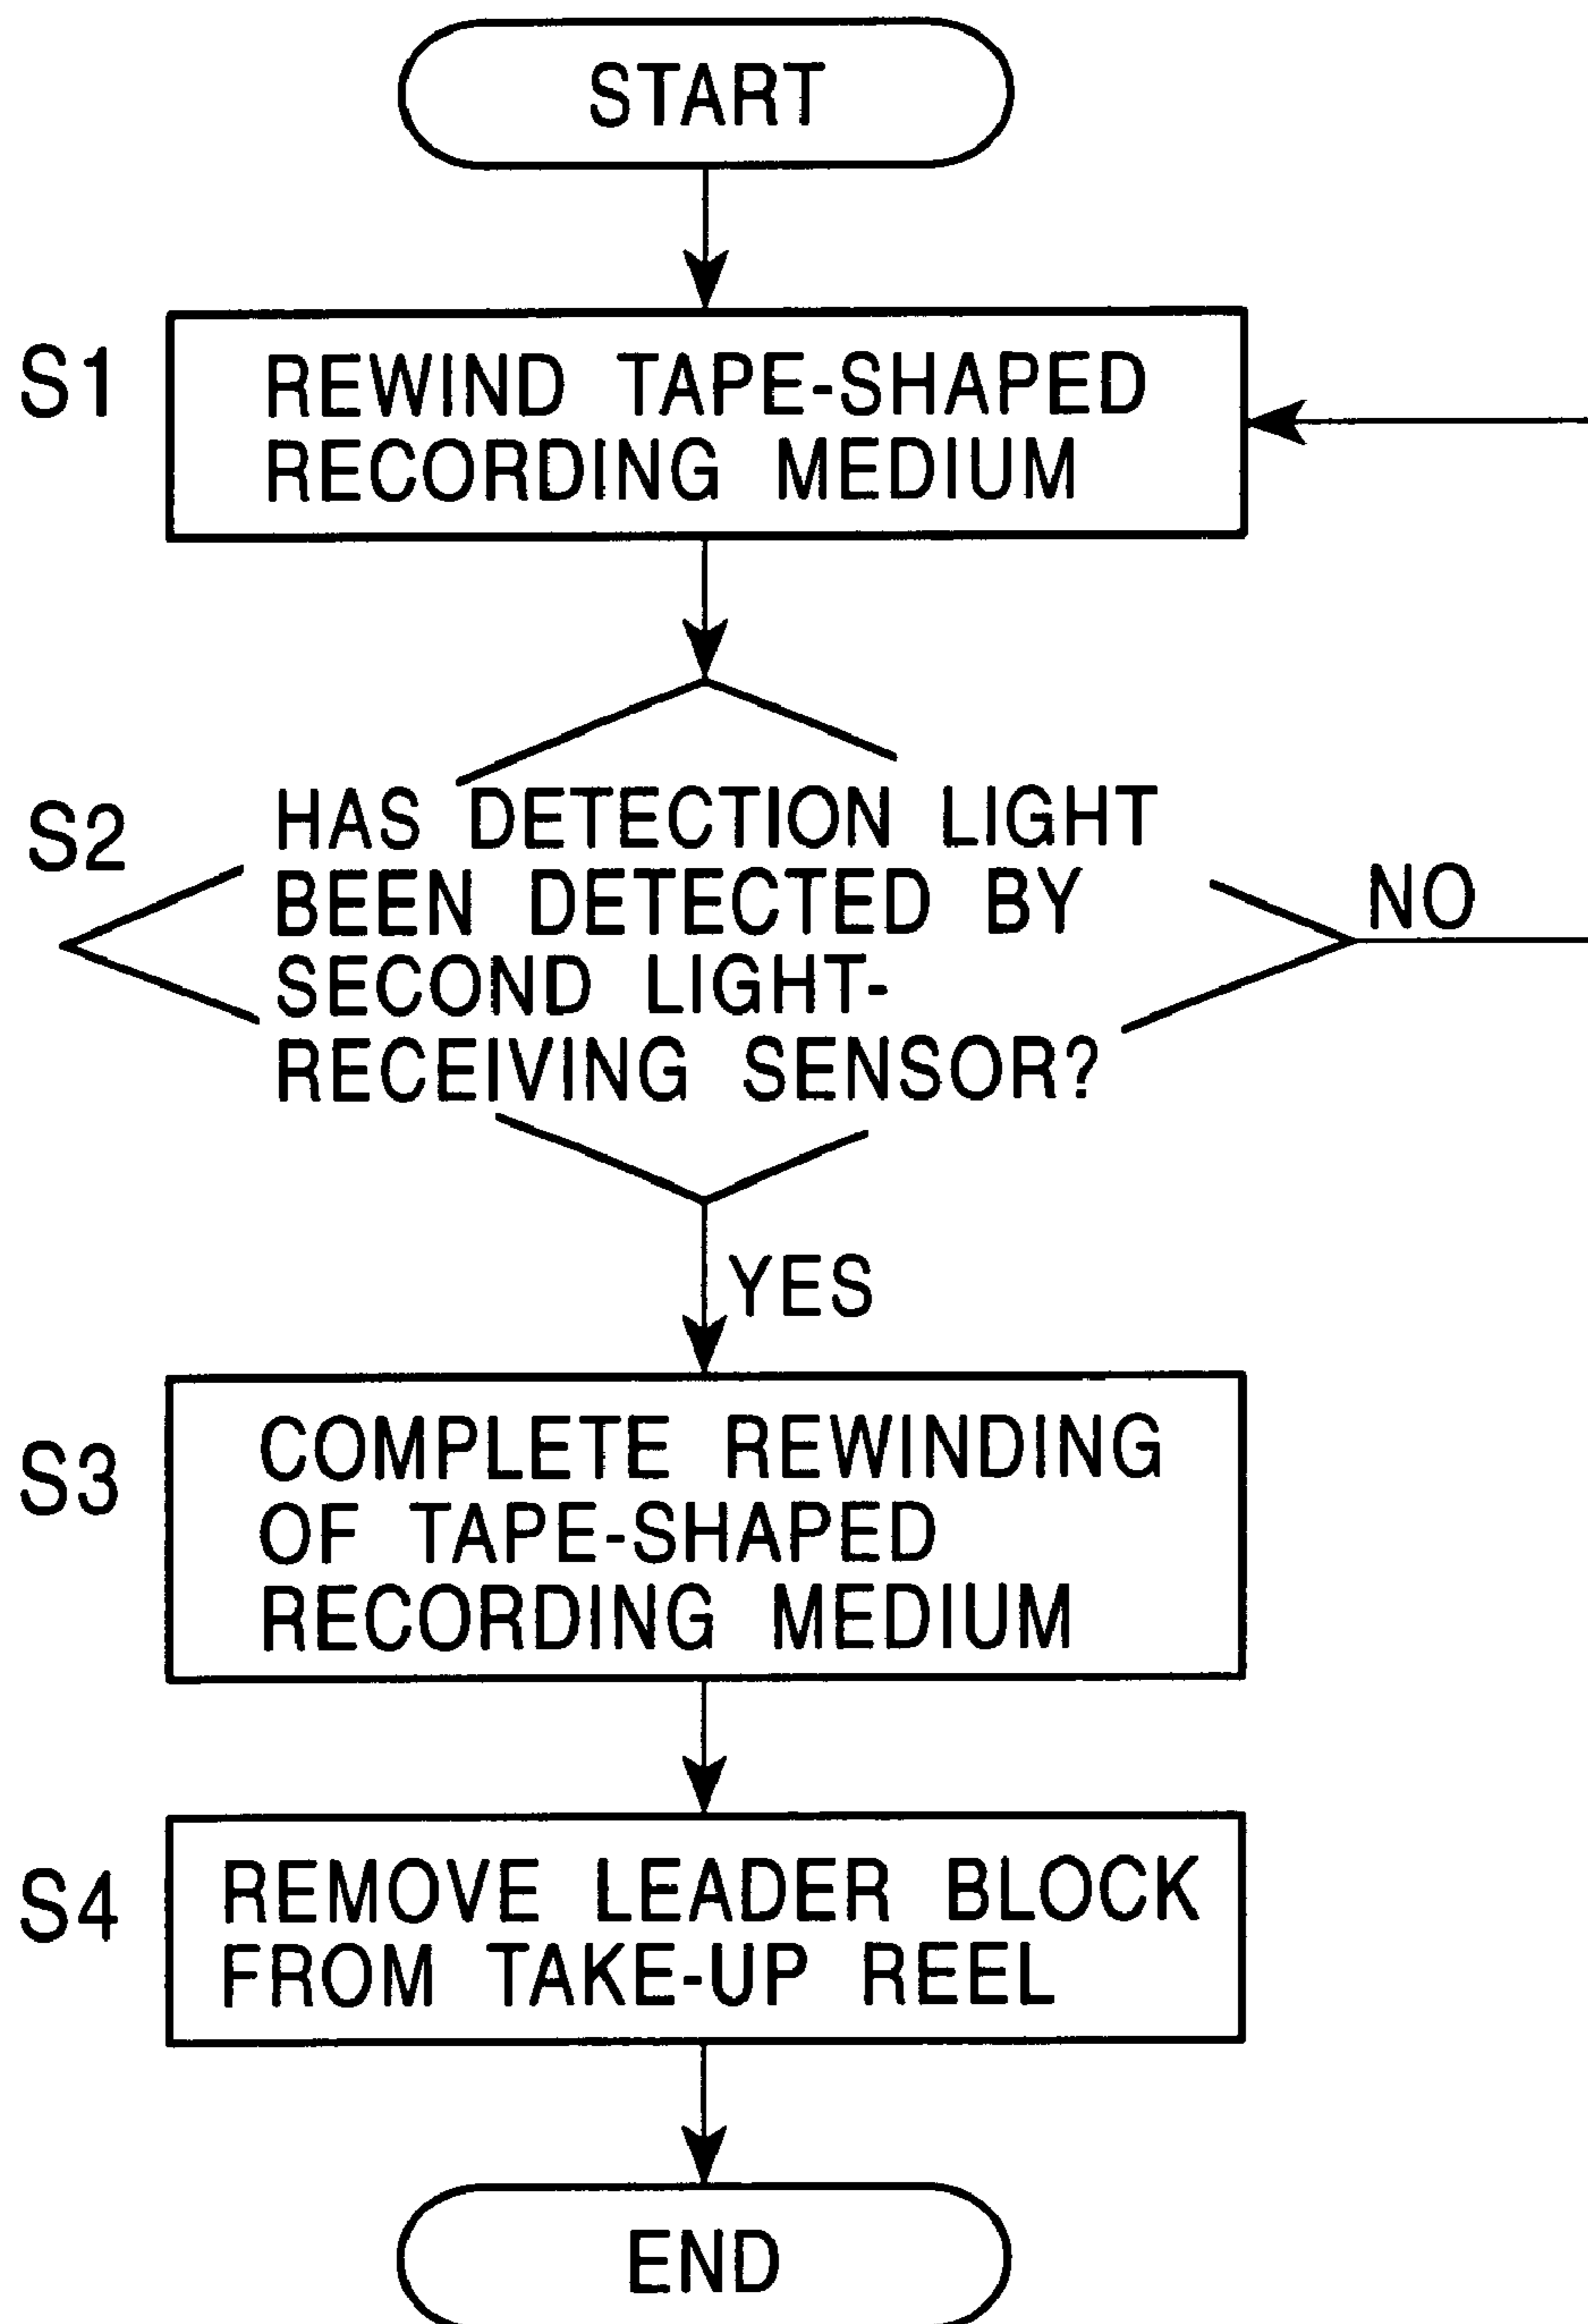 START
S1
REWIND TAPE-SHAPED
RECORDING MEDIUM
S2
HAS DETECTION LIGHT
BEEN DETECTED BY
SECOND LIGHT-
RECEIVING SENSOR?
NO
YES
S3
COMPLETE REWINDING
OF TAPE-SHAPED
RECORDING MEDIUM
S4
REMOVE LEADER BLOCK
FROM TAKE-UP REEL
END